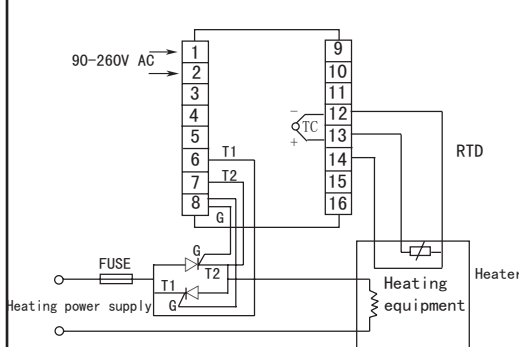 90-260V AC
1
2
3
4
5
6
7
8
9
10
11
12
13
14
15
16
−
TC
+
RTD
T1
T2
G
G
FUSE
T2
T1
G
Heating power supply
Heating
equipment
Heater